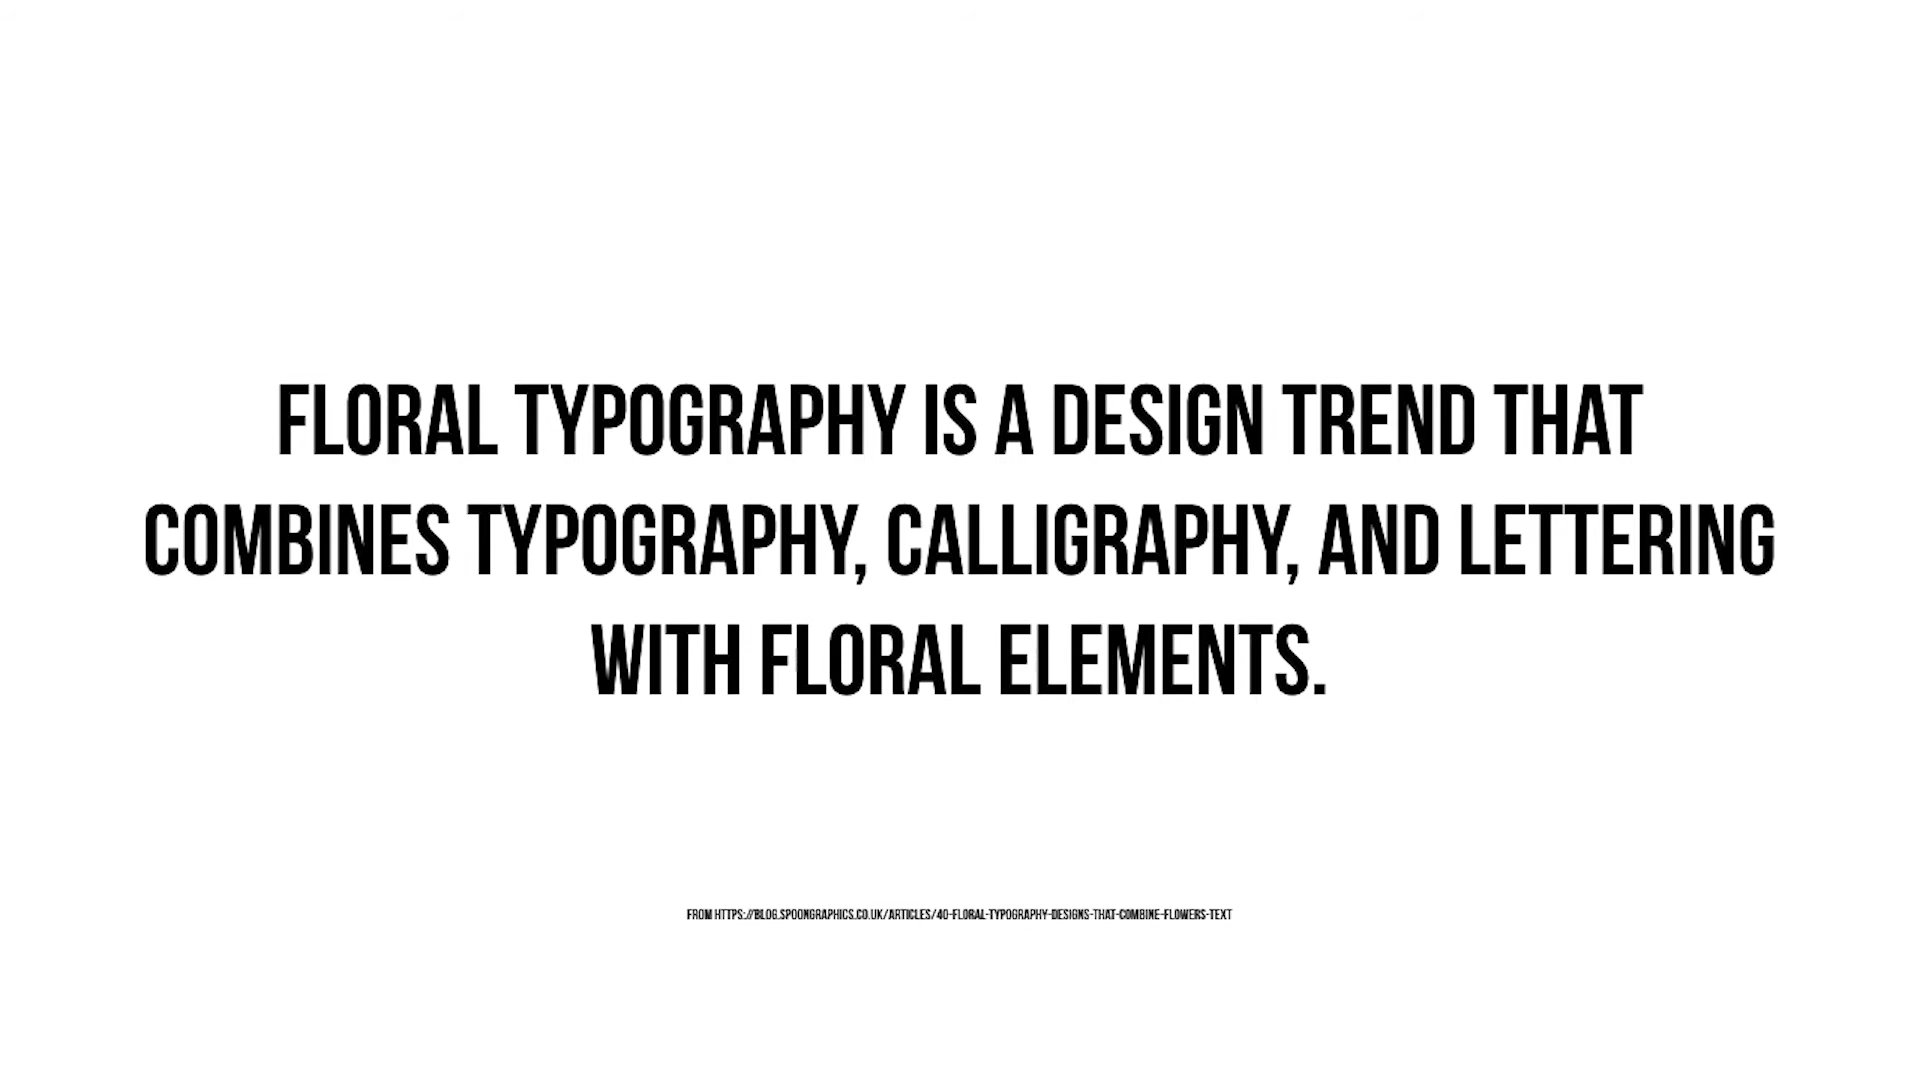 FLORAL TYPOGRAPHY IS A DESIGN TREND THAT
COMBINES TYPOGRAPHY, CALLIGRAPHY, AND LETTERING
WITH FLORAL ELEMENTS.
FROM HTTPS://BLOG.SPOONGRAPHICS.CO.UK/ARTICLES/40-FLORAL-TYPOGRAPHY-DESIGNS-THAT-COMBINE-FLOWERS-TEXT